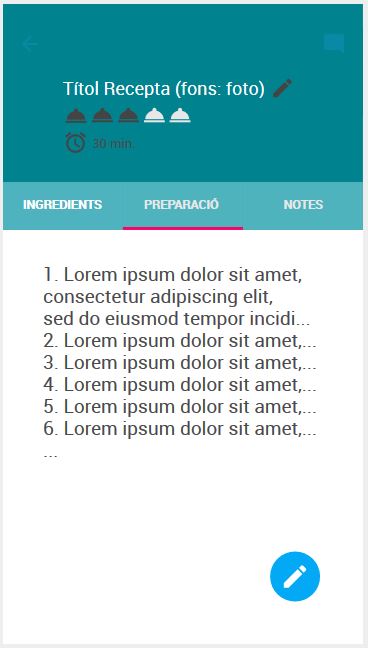 Títol Recepta (fons: foto)
30 min.
INGREDIENTS PREPARACIÓ NOTES
1. Lorem ipsum dolor sit amet,
consectetur adipiscing elit,
sed do eiusmod tempor incidi...
2. Lorem ipsum dolor sit amet,...
3. Lorem ipsum dolor sit amet,...
4. Lorem ipsum dolor sit amet,...
5. Lorem ipsum dolor sit amet,...
6. Lorem ipsum dolor sit amet,...
...